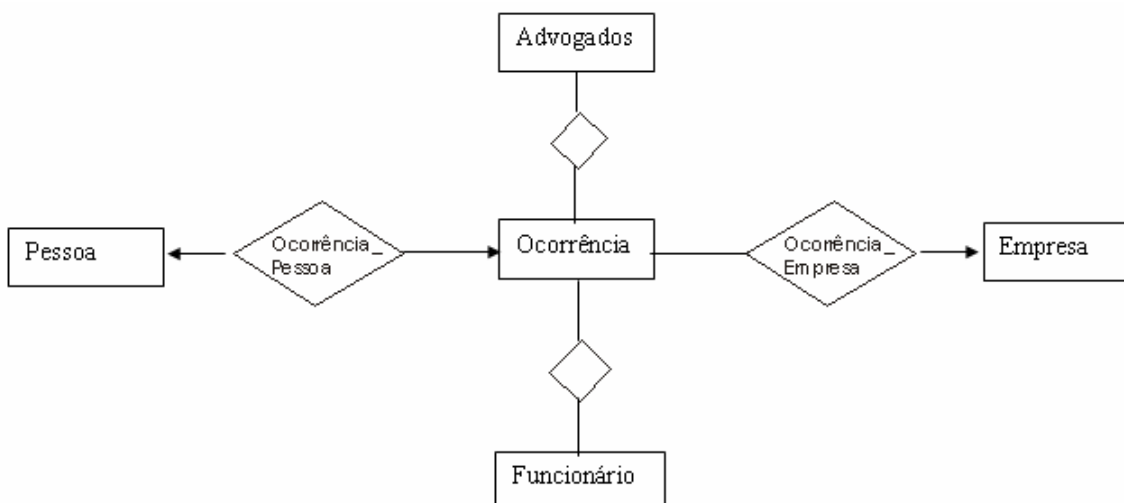 Advogados
Pessoa
Ocorrência_
Pessoa
Ocorrência
Ocorrência_
Empresa
Empresa
Funcionário